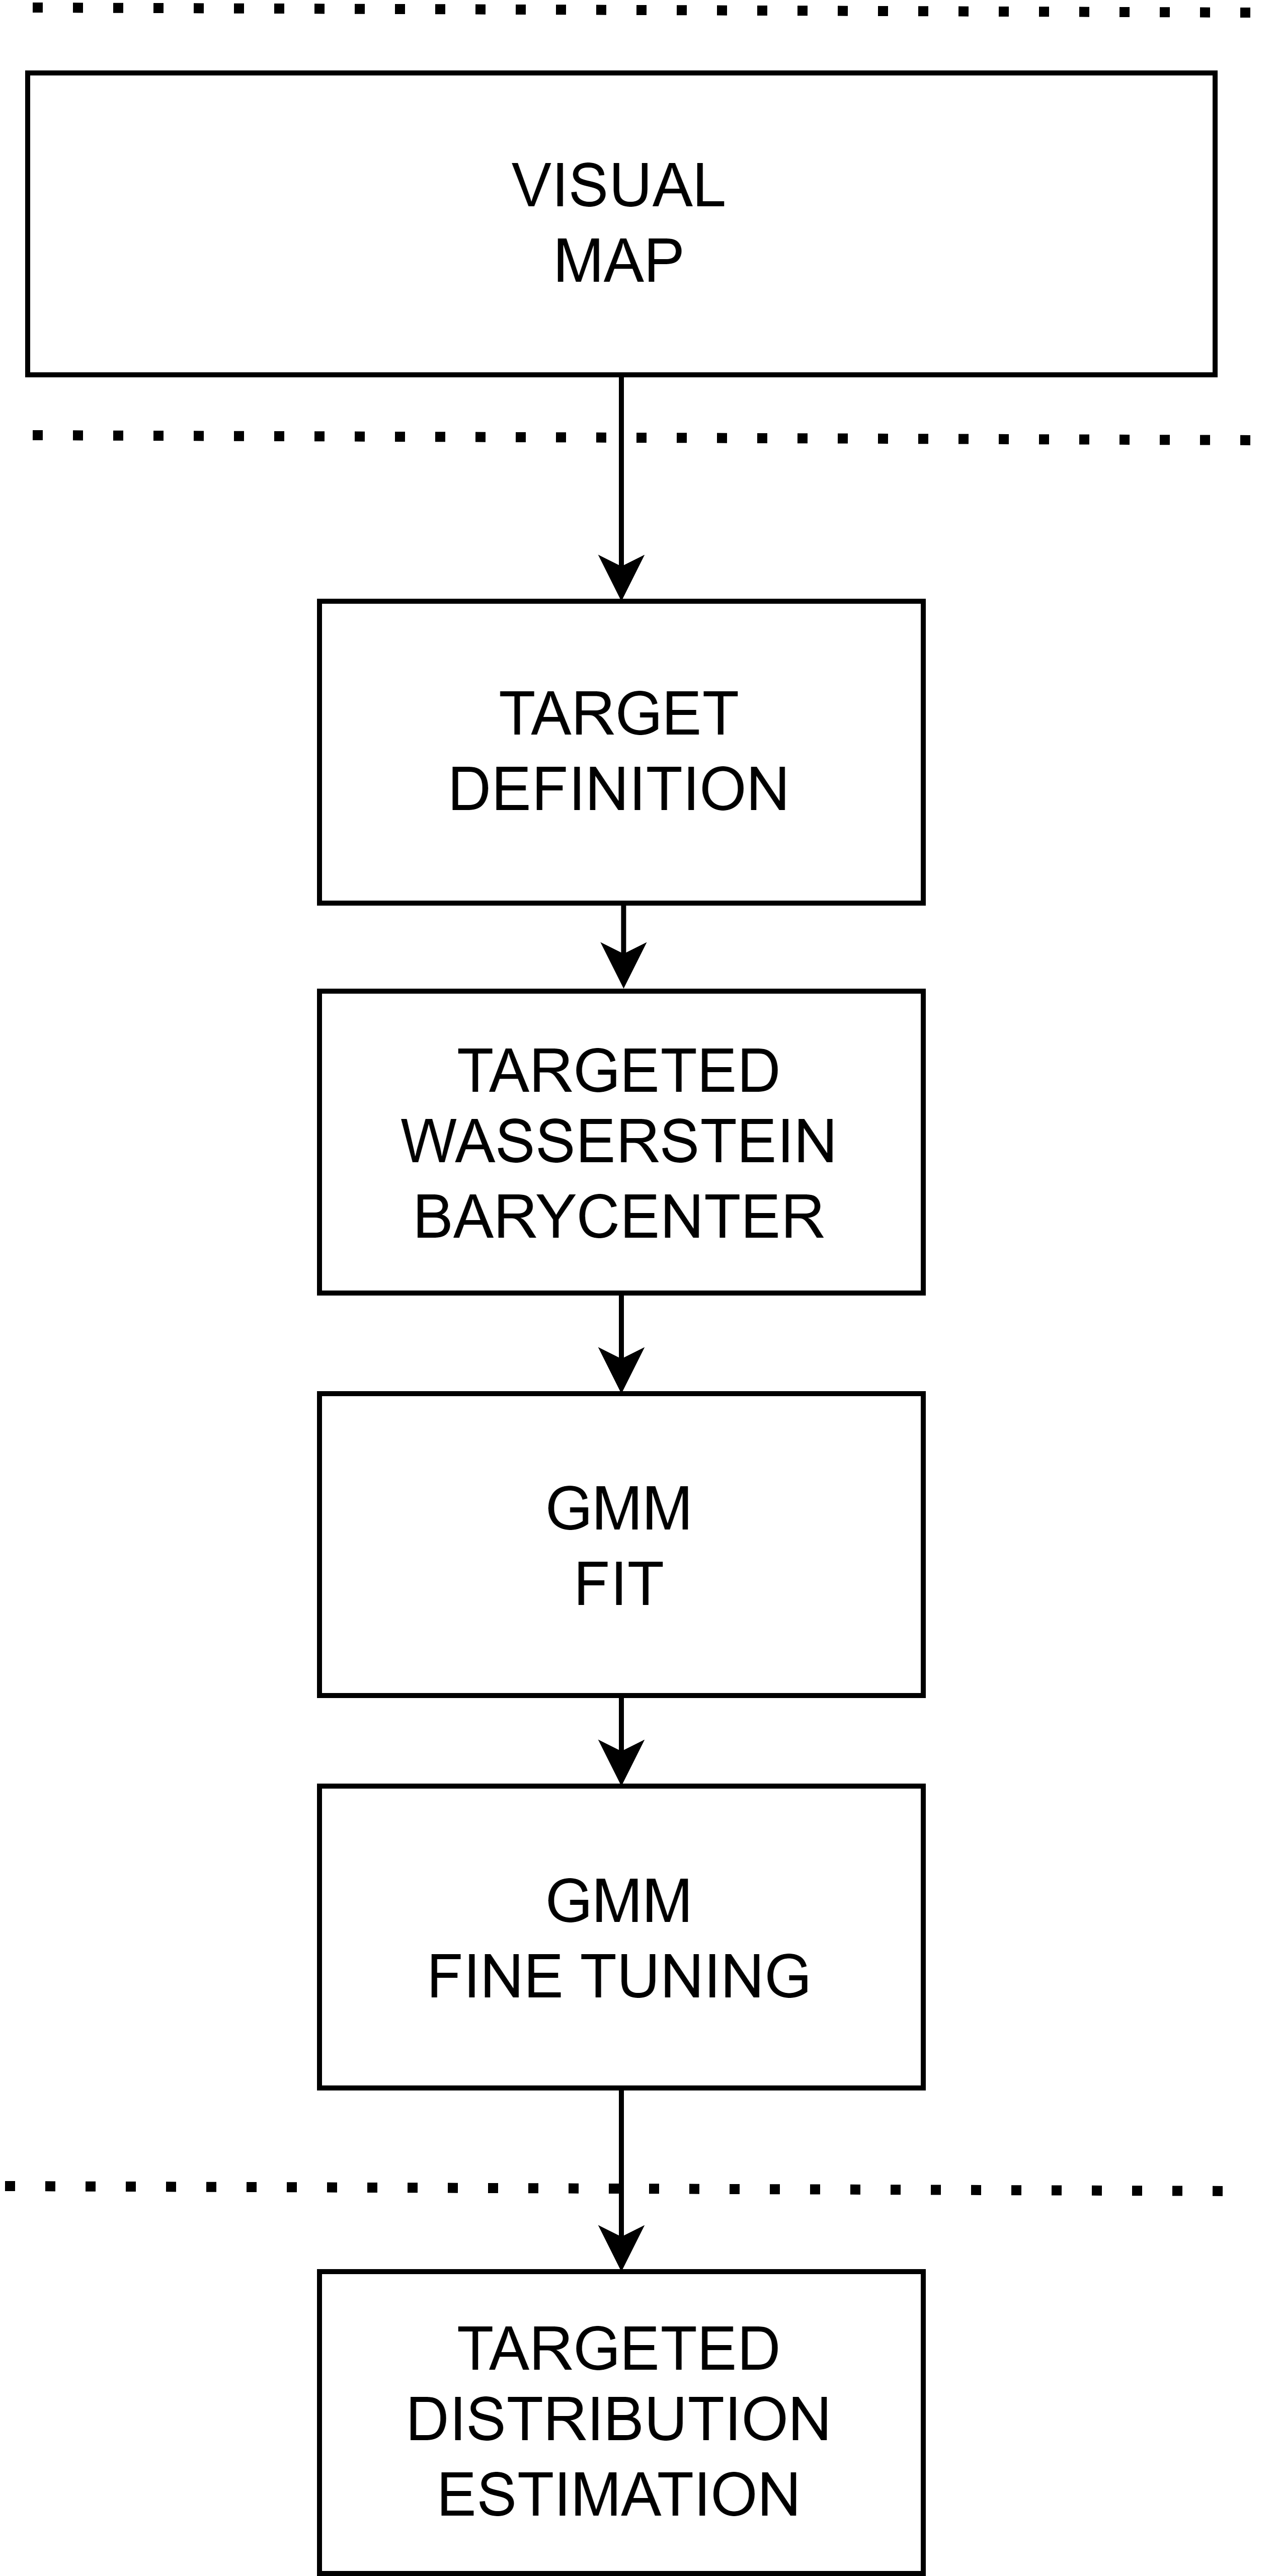 VISUAL
MAP
TARGET
DEFINITION
TARGETED
WASSERSTEIN
BARYCENTER
GMM
FIT
GMM
FINE TUNING
TARGETED
DISTRIBUTION
ESTIMATION